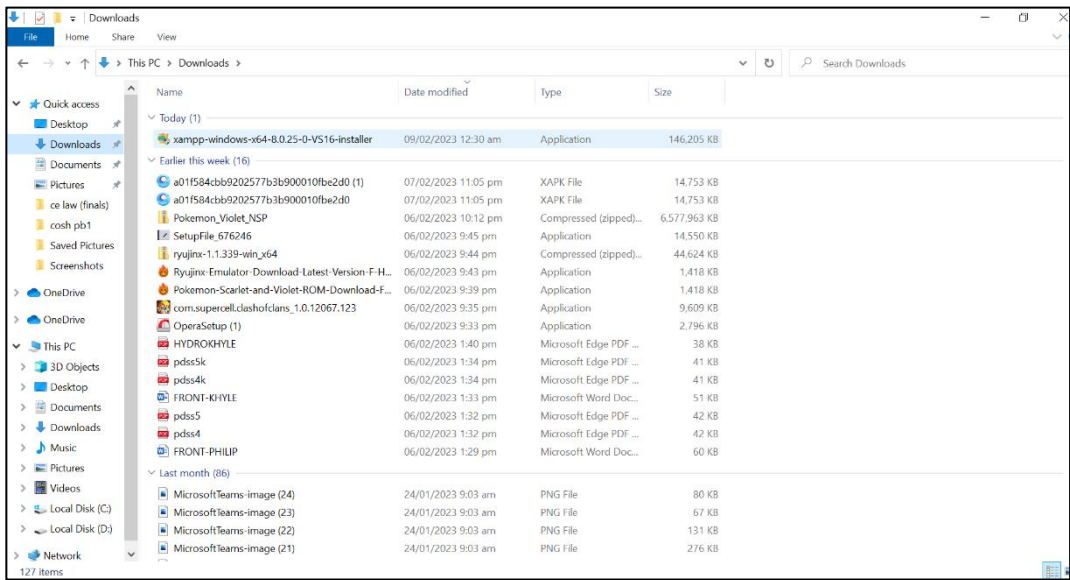 Downloads
File Home Share View
This PC > Downloads >
Search Downloads
Name Date modified Type Size
Quick access
Desktop
Downloads
Documents
Pictures
ce law (finals)
cosh pb1
Saved Pictures
Screenshots
OneDrive
OneDrive
This PC
3D Objects
Desktop
Documents
Downloads
Music
Pictures
Videos
Local Disk (C:)
Local Disk (D:)
Network
Today (1)
xampp-windows-x64-8.0.25-0-VS16-installer 09/02/2023 12:30 am Application 146,205 KB
Earlier this week (16)
a01f584cbb9202577b3b900010fbe2d0 (1) 07/02/2023 11:05 pm XAPK File 14,753 KB
a01f584cbb9202577b3b900010fbe2d0 07/02/2023 11:05 pm XAPK File 14,753 KB
Pokemon_Violet_NSP 06/02/2023 10:12 pm Compressed (zipped)... 6,577,963 KB
SetupFile_676246 06/02/2023 9:45 pm Application 14,550 KB
ryujinx-1.1.339-win_x64 06/02/2023 9:44 pm Compressed (zipped)... 44,624 KB
Ryujinx-Emulator-Download-Latest-Version-F-H... 06/02/2023 9:43 pm Application 1,418 KB
Pokemon-Scarlet-and-Violet-ROM-Download-F... 06/02/2023 9:39 pm Application 1,418 KB
com.supercell.clashofclans_1.0.12067.123 06/02/2023 9:35 pm Application 9,609 KB
OperaSetup (1) 06/02/2023 9:33 pm Application 2,796 KB
HYDROKHYLE 06/02/2023 1:40 pm Microsoft Edge PDF ... 38 KB
pdss5k 06/02/2023 1:34 pm Microsoft Edge PDF ... 41 KB
pdss4k 06/02/2023 1:34 pm Microsoft Edge PDF ... 41 KB
FRONT-KHYLE 06/02/2023 1:33 pm Microsoft Word Doc... 51 KB
pdss5 06/02/2023 1:32 pm Microsoft Edge PDF ... 42 KB
pdss4 06/02/2023 1:32 pm Microsoft Edge PDF ... 42 KB
FRONT-PHILIP 06/02/2023 1:29 pm Microsoft Word Doc... 60 KB
Last month (86)
MicrosoftTeams-image (24) 24/01/2023 9:03 am PNG File 80 KB
MicrosoftTeams-image (23) 24/01/2023 9:03 am PNG File 67 KB
MicrosoftTeams-image (22) 24/01/2023 9:03 am PNG File 131 KB
MicrosoftTeams-image (21) 24/01/2023 9:03 am PNG File 276 KB
127 items